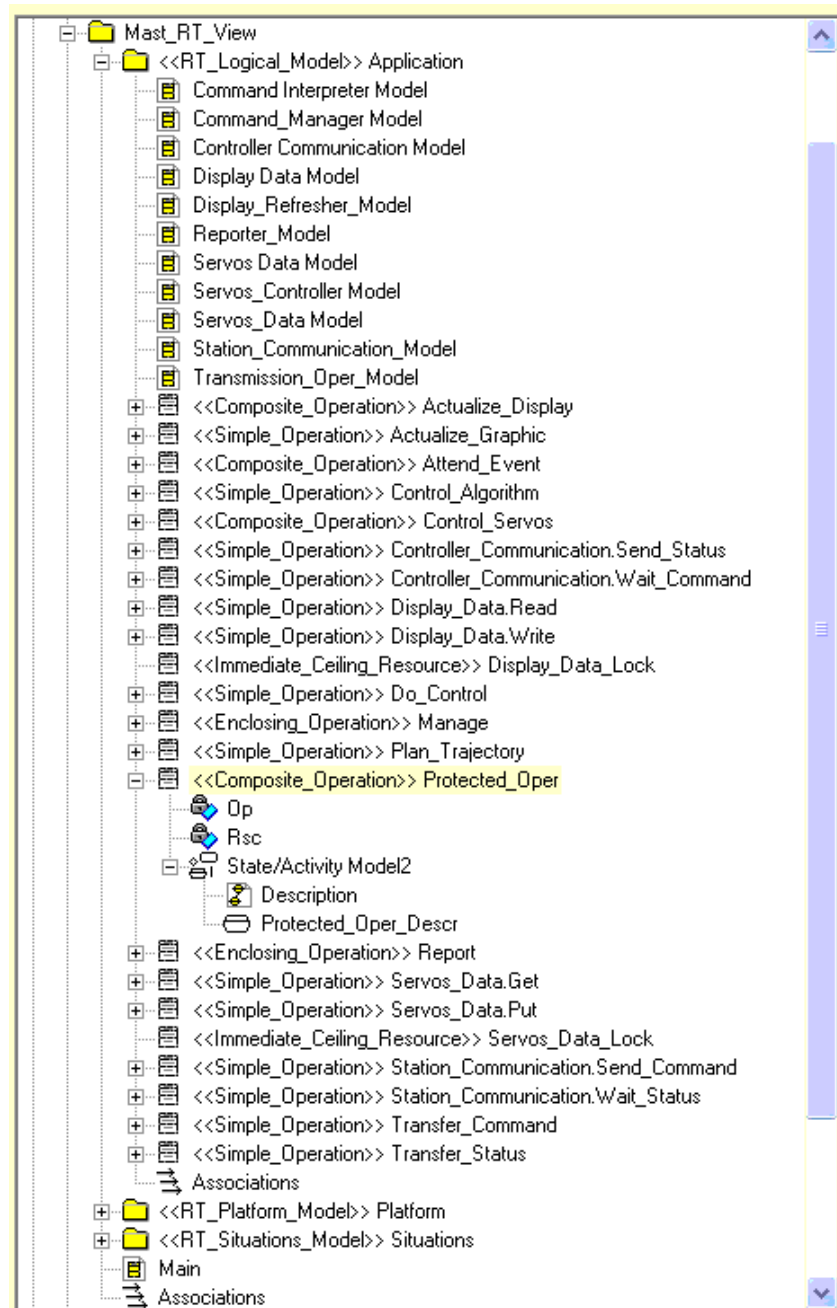 Mast_RT_View
<<RT_Logical_Model>> Application
Command Interpreter Model
Command_Manager Model
Controller Communication Model
Display Data Model
Display_Refresher_Model
Reporter_Model
Servos Data Model
Servos_Controller Model
Servos_Data Model
Station_Communication_Model
Transmission_Oper_Model
<<Composite_Operation>> Actualize_Display
<<Simple_Operation>> Actualize_Graphic
<<Composite_Operation>> Attend_Event
<<Simple_Operation>> Control_Algorithm
<<Composite_Operation>> Control_Servos
<<Simple_Operation>> Controller_Communication.Send_Status
<<Simple_Operation>> Controller_Communication.Wait_Command
<<Simple_Operation>> Display_Data.Read
<<Simple_Operation>> Display_Data.Write
<<Immediate_Ceiling_Resource>> Display_Data_Lock
<<Simple_Operation>> Do_Control
<<Enclosing_Operation>> Manage
<<Simple_Operation>> Plan_Trajectory
<<Composite_Operation>> Protected_Oper
Op
Rsc
State/Activity Model2
Description
Protected_Oper_Descr
<<Enclosing_Operation>> Report
<<Simple_Operation>> Servos_Data.Get
<<Simple_Operation>> Servos_Data.Put
<<Immediate_Ceiling_Resource>> Servos_Data_Lock
<<Simple_Operation>> Station_Communication.Send_Command
<<Simple_Operation>> Station_Communication.Wait_Status
<<Simple_Operation>> Transfer_Command
<<Simple_Operation>> Transfer_Status
Associations
<<RT_Platform_Model>> Platform
<<RT_Situations_Model>> Situations
Main
Associations